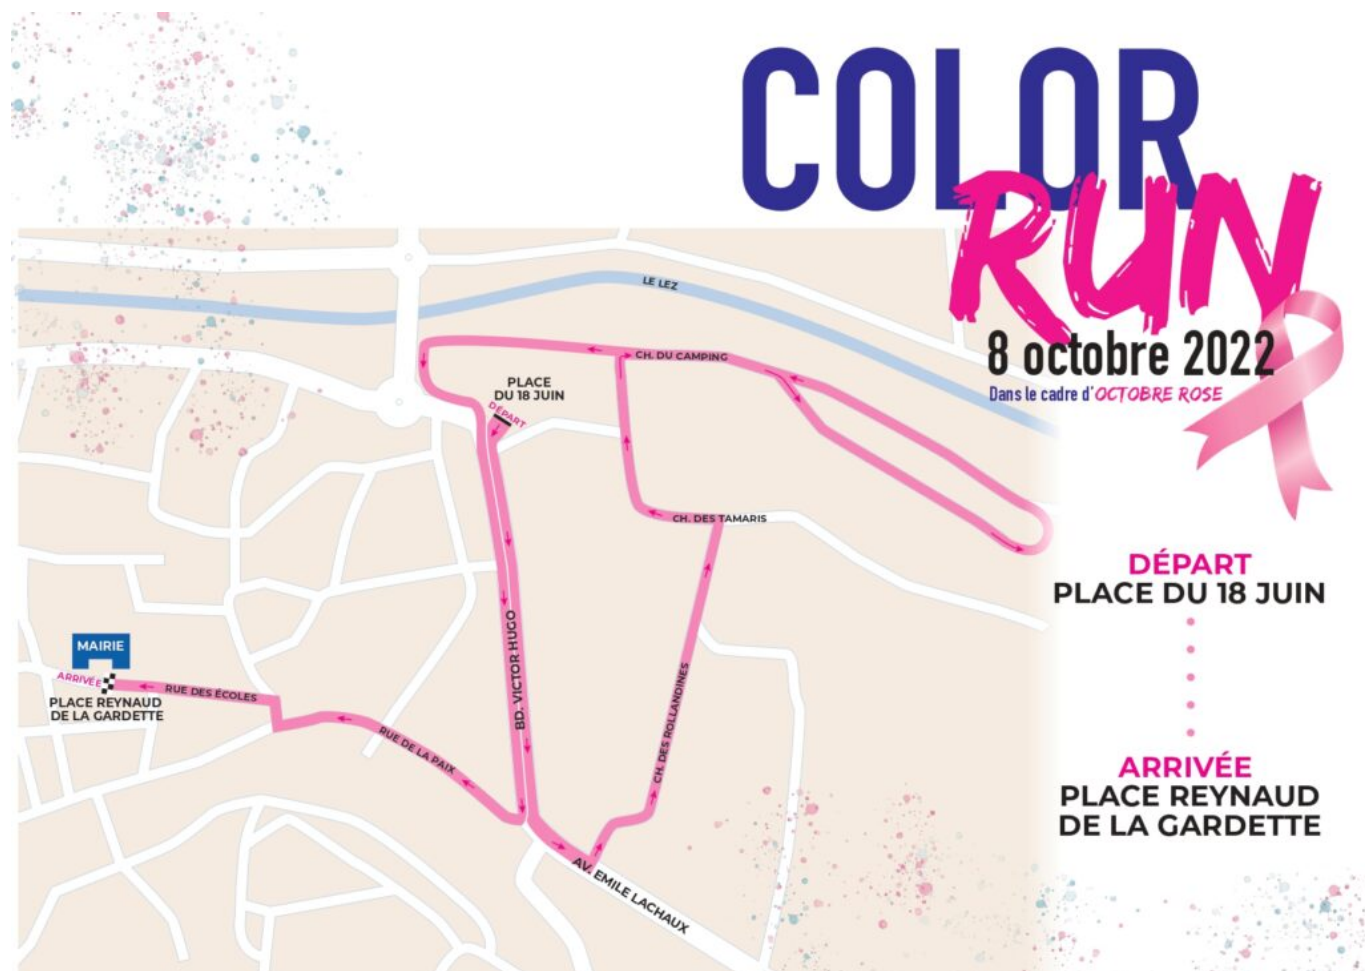 COLOR
RUN
8 octobre 2022
Dans le cadre d'OCTOBRE ROSE
LE LEZ
CH. DU CAMPING
PLACE
DU 18 JUIN
DÉPART
CH. DES TAMARIS
BD. VICTOR HUGO
CH. DES ROLLANDINES
MAIRIE
ARRIVÉE
RUE DES ÉCOLES
PLACE REYNAUD
DE LA GARDETTE
RUE DE LA PAIX
AV. EMILE LACHAUX
DÉPART
PLACE DU 18 JUIN
ARRIVÉE
PLACE REYNAUD
DE LA GARDETTE